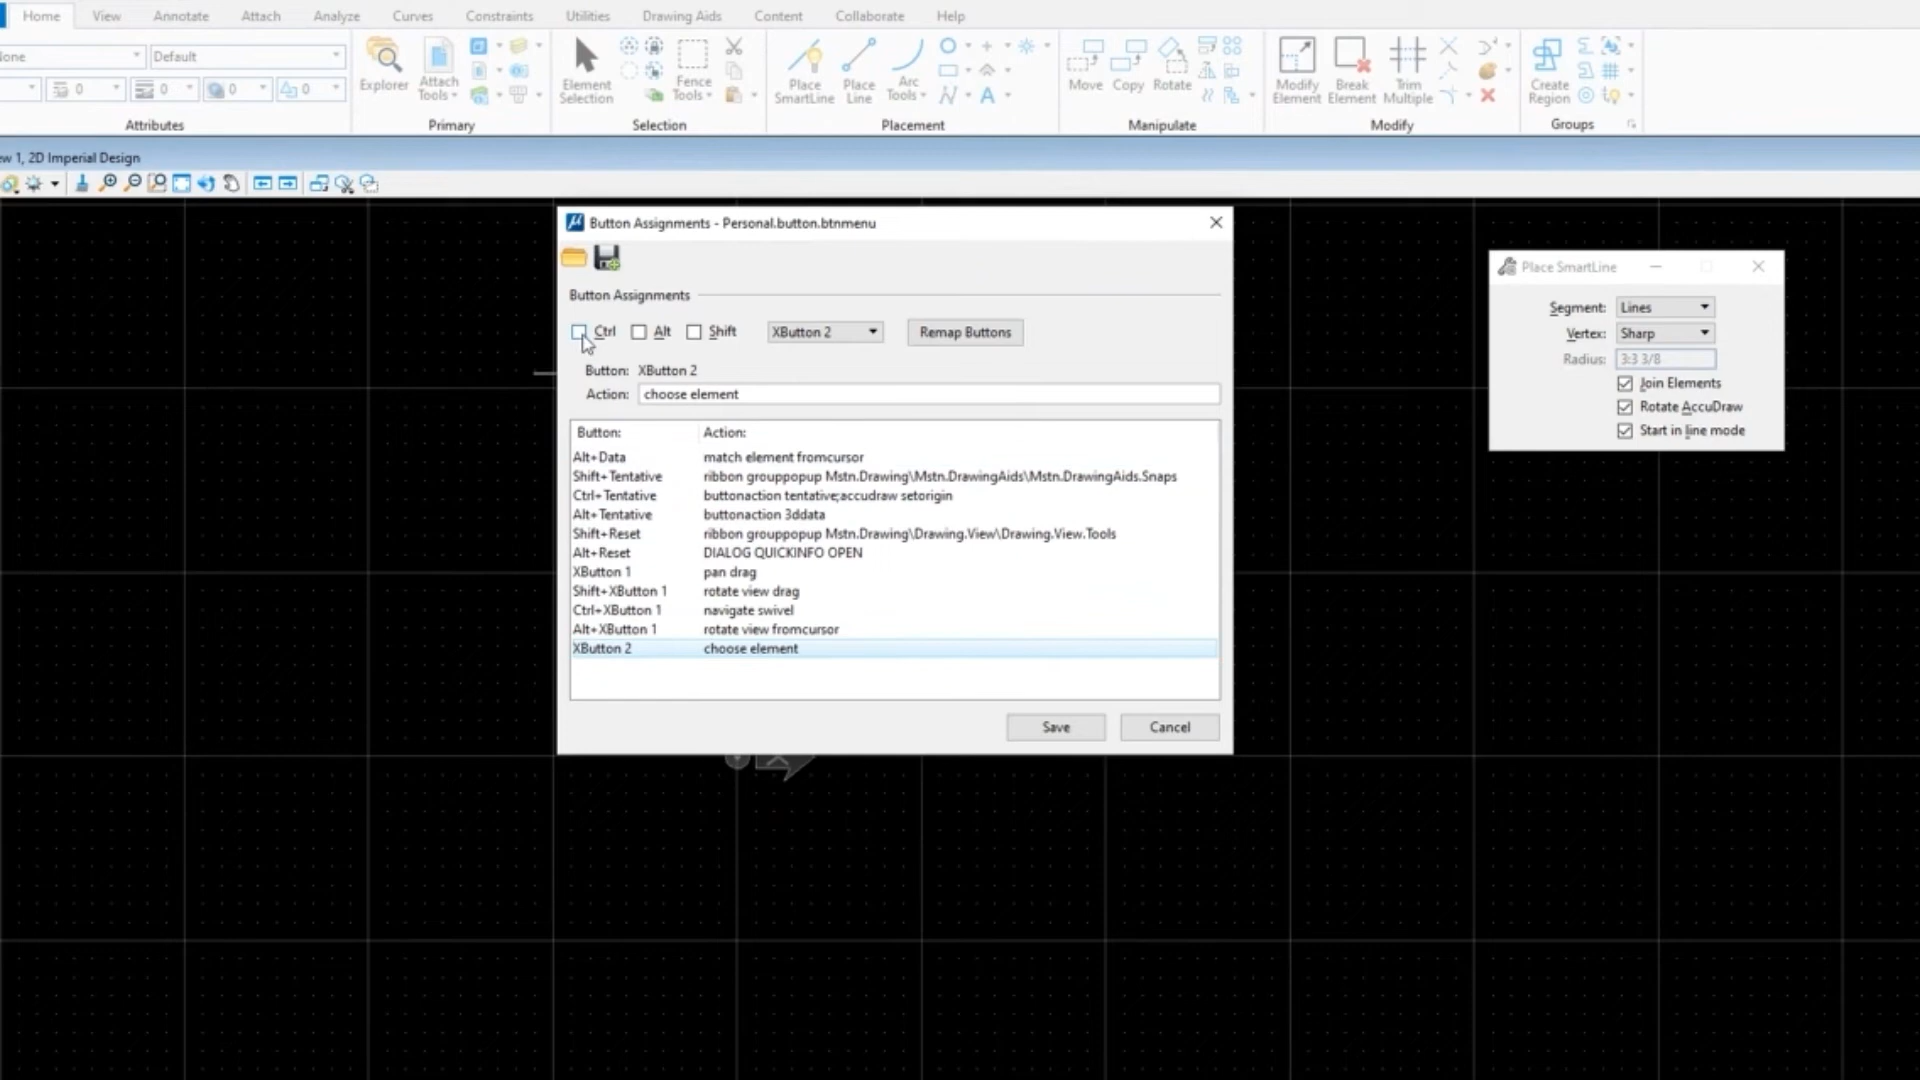 Home View Annotate Attach Analyze Curves Constraints Utilities Drawing Aids Content Collaborate Help
Default
0 0 0 0
Explorer Attach Tools Element Selection Fence Tools Place SmartLine Place Line Arc Tools Move Copy Rotate Modify Element Break Element Trim Multiple Create Region
Attributes Primary Selection Placement Manipulate Modify Groups
1, 2D Imperial Design
Button Assignments - Personal.button.btnmenu
Button Assignments
Ctrl Alt Shift XButton 2 Remap Buttons
Button: XButton 2
Action: choose element
Button: Action:
Alt+Data match element fromcursor
Shift+Tentative ribbon grouppopup Mstn.Drawing\Mstn.DrawingAids\Mstn.DrawingAids.Snaps
Ctrl+Tentative buttonaction tentative;accudraw setorigin
Alt+Tentative buttonaction 3ddata
Shift+Reset ribbon grouppopup Mstn.Drawing\Drawing.View\Drawing.View.Tools
Alt+Reset DIALOG QUICKINFO OPEN
XButton 1 pan drag
Shift+XButton 1 rotate view drag
Ctrl+XButton 1 navigate swivel
Alt+XButton 1 rotate view fromcursor
XButton 2 choose element
Save Cancel
Place SmartLine
Segment: Lines
Vertex: Sharp
Radius: 3:3 3/8
Join Elements
Rotate AccuDraw
Start in line mode